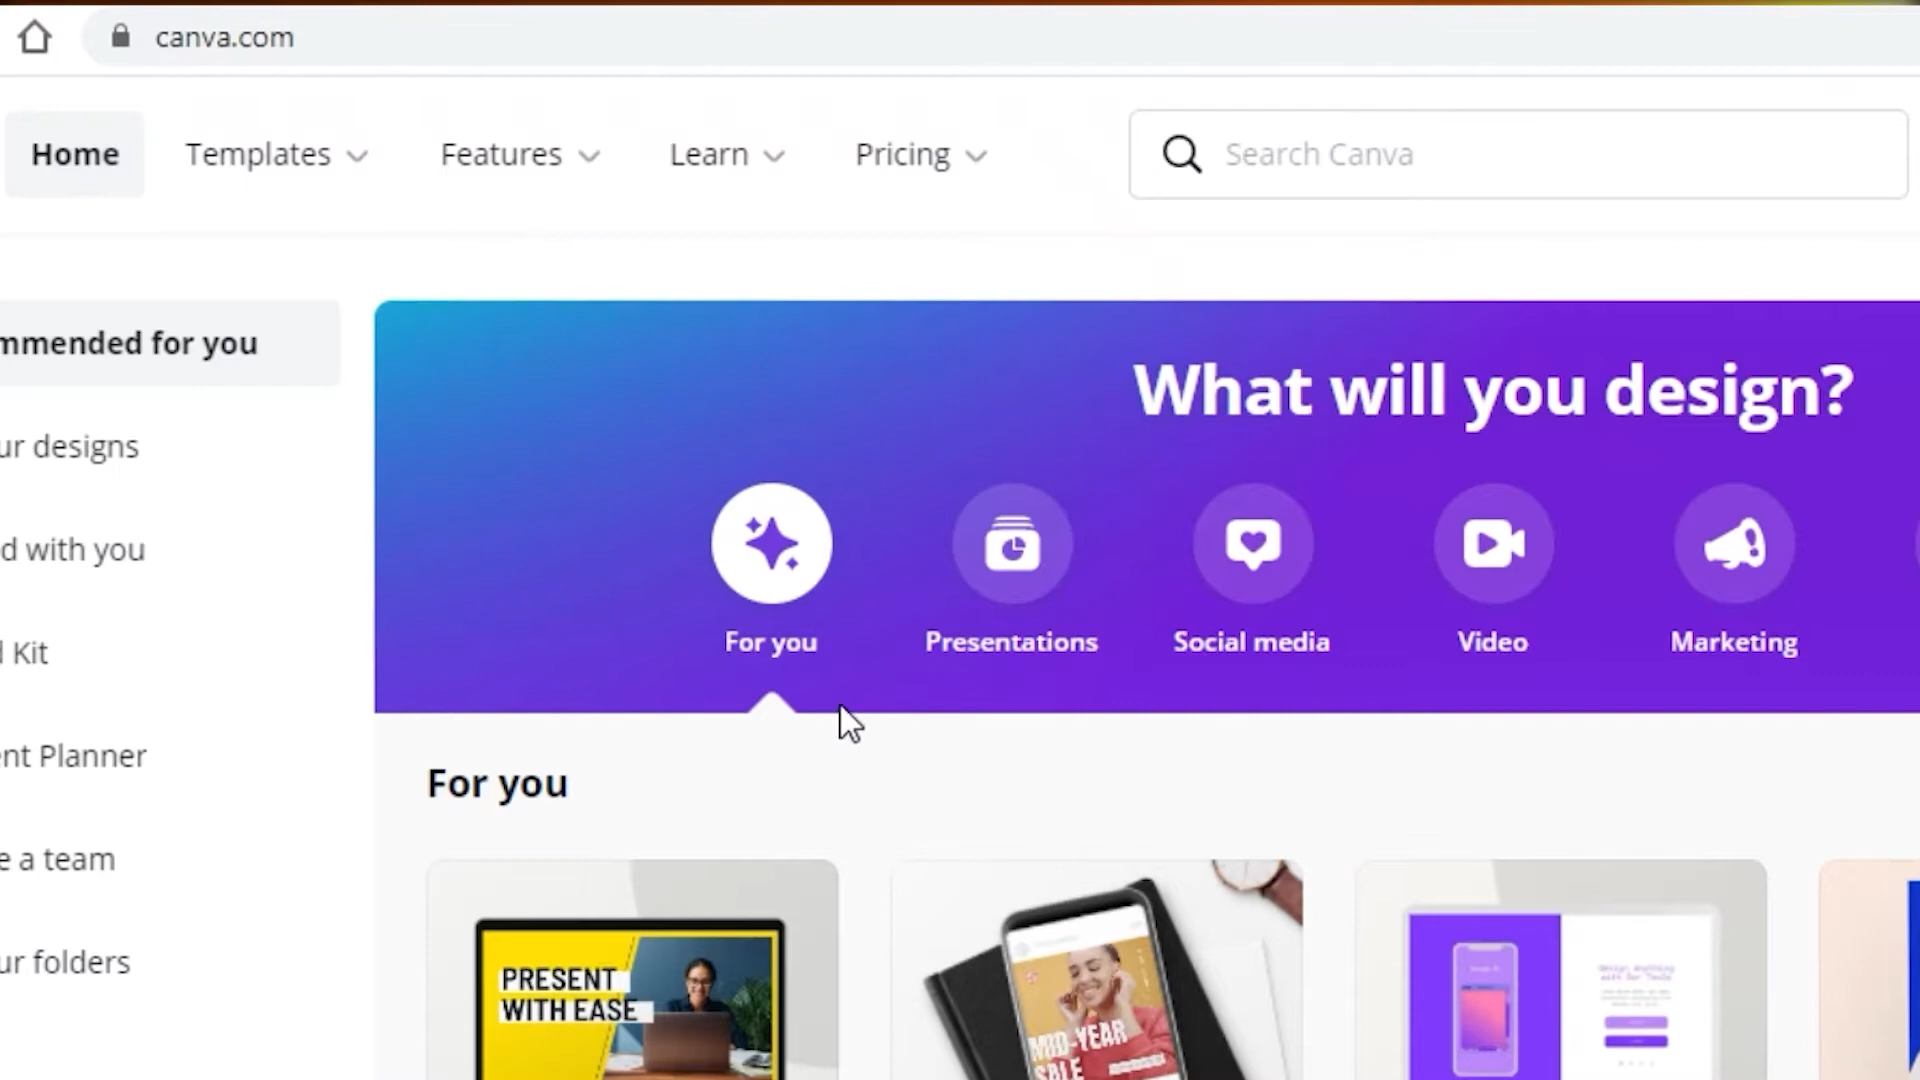 canva.com
Home Templates Features Learn Pricing Search Canva
mmended for you
ur designs
d with you
Kit
nt Planner
e a team
ur folders
What will you design?
For you Presentations Social media Video Marketing
For you
PRESENT
WITH EASE
MID-YEAR
SALE